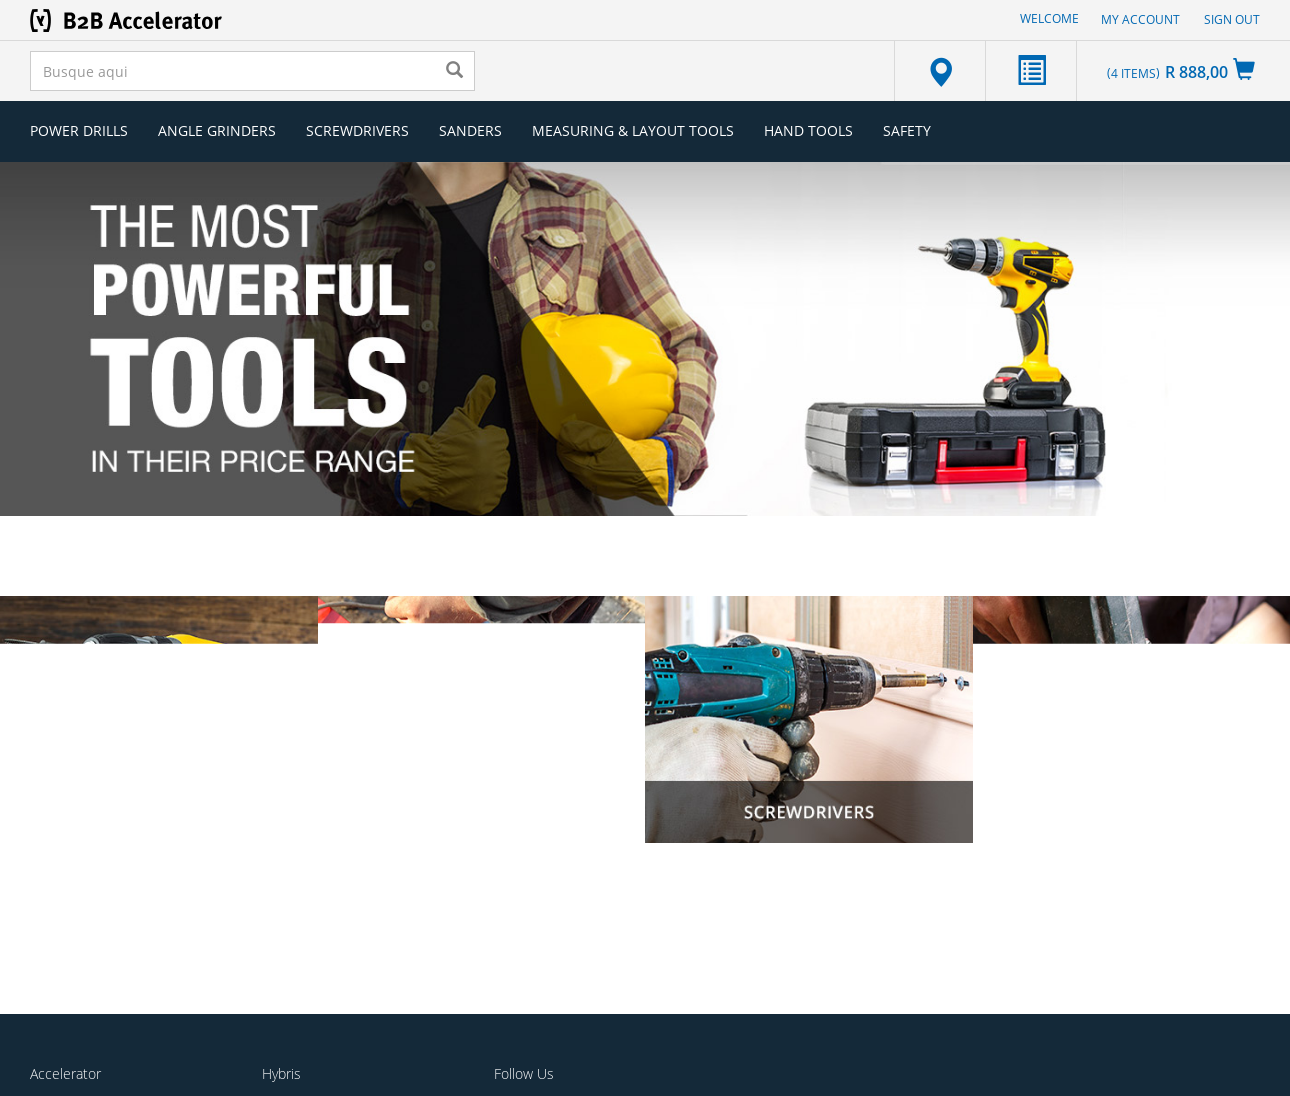 B2B Accelerator
WELCOME
MY ACCOUNT
SIGN OUT
Busque aqui
(4 ITEMS) R 888,00
POWER DRILLS
ANGLE GRINDERS
SCREWDRIVERS
SANDERS
MEASURING & LAYOUT TOOLS
HAND TOOLS
SAFETY
THE MOST
POWERFUL
TOOLS
IN THEIR PRICE RANGE
SCREWDRIVERS
Accelerator
Hybris
Follow Us